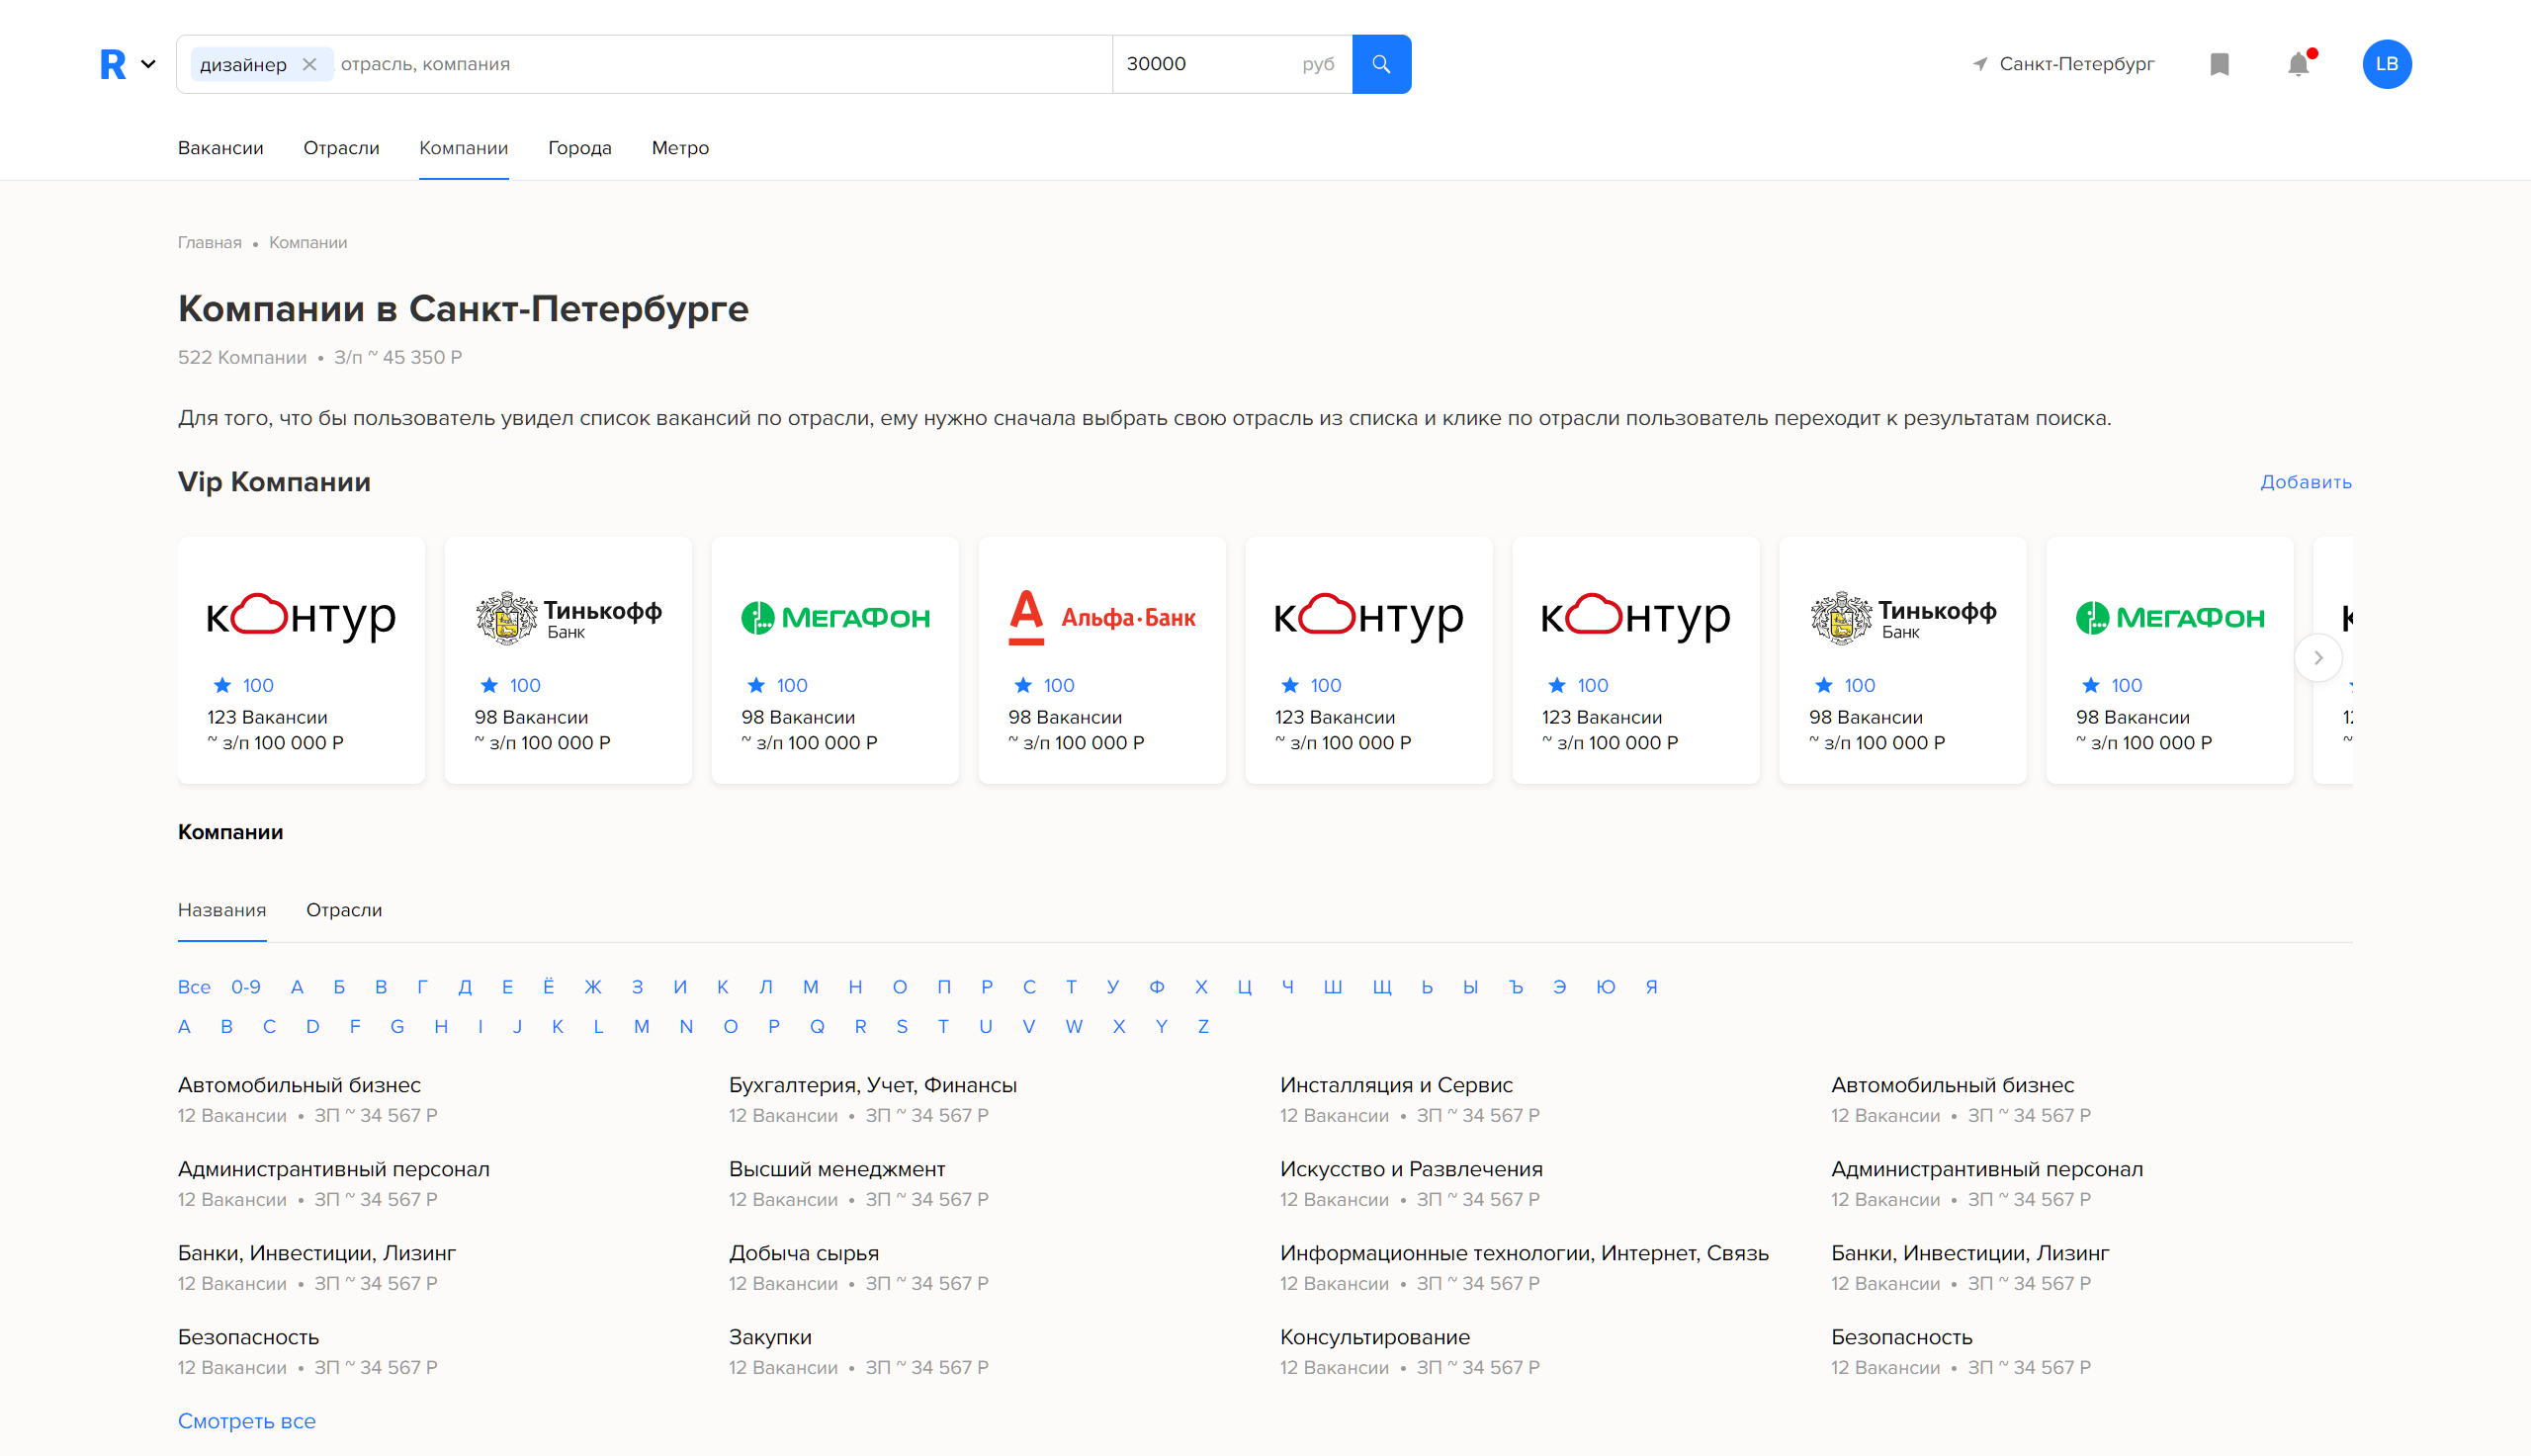 R дизайнер отрасль, компания 30000 руб Санкт-Петербург LB
Вакансии Отрасли Компании Города Метро
Главная • Компании
Компании в Санкт-Петербурге
522 Компании • З/п ~ 45 350 Р
Для того, что бы пользователь увидел список вакансий по отрасли, ему нужно сначала выбрать свою отрасль из списка и клике по отрасли пользователь переходит к результатам поиска.
Vip Компании Добавить
контур Тинькофф Банк МегаФон А Альфа·Банк контур контур Тинькофф Банк МегаФон к
100 100 100 100 100 100 100 100
123 Вакансии 98 Вакансии 98 Вакансии 98 Вакансии 123 Вакансии 123 Вакансии 98 Вакансии 98 Вакансии
~ з/п 100 000 Р ~ з/п 100 000 Р ~ з/п 100 000 Р ~ з/п 100 000 Р ~ з/п 100 000 Р ~ з/п 100 000 Р ~ з/п 100 000 Р ~ з/п 100 000 Р ~
Компании
Названия Отрасли
Все 0-9 А Б В Г Д Е Ё Ж З И К Л М Н О П Р С Т У Ф Х Ц Ч Ш Щ Ь Ы Ъ Э Ю Я
A B C D F G H I J K L M N O P Q R S T U V W X Y Z
Автомобильный бизнес Бухгалтерия, Учет, Финансы Инсталляция и Сервис Автомобильный бизнес
12 Вакансии • ЗП ~ 34 567 Р 12 Вакансии • ЗП ~ 34 567 Р 12 Вакансии • ЗП ~ 34 567 Р 12 Вакансии • ЗП ~ 34 567 Р
Администрантивный персонал Высший менеджмент Искусство и Развлечения Администрантивный персонал
12 Вакансии • ЗП ~ 34 567 Р 12 Вакансии • ЗП ~ 34 567 Р 12 Вакансии • ЗП ~ 34 567 Р 12 Вакансии • ЗП ~ 34 567 Р
Банки, Инвестиции, Лизинг Добыча сырья Информационные технологии, Интернет, Связь Банки, Инвестиции, Лизинг
12 Вакансии • ЗП ~ 34 567 Р 12 Вакансии • ЗП ~ 34 567 Р 12 Вакансии • ЗП ~ 34 567 Р 12 Вакансии • ЗП ~ 34 567 Р
Безопасность Закупки Консультирование Безопасность
12 Вакансии • ЗП ~ 34 567 Р 12 Вакансии • ЗП ~ 34 567 Р 12 Вакансии • ЗП ~ 34 567 Р 12 Вакансии • ЗП ~ 34 567 Р
Смотреть все